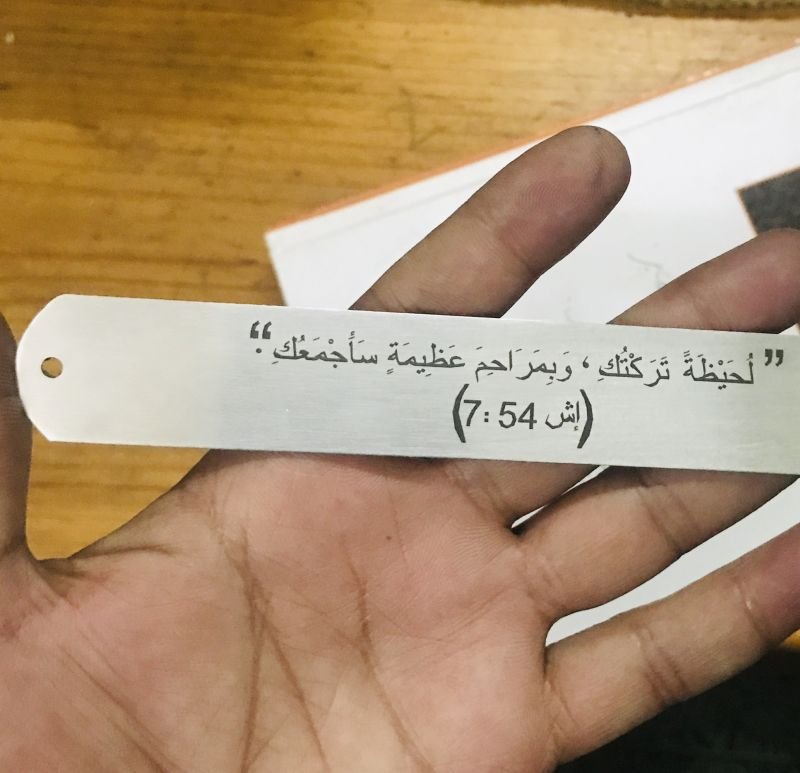 ”لُحَيْظَةً تَرَكْتُكِ، وَبِمَرَاحِمَ عَظِيمَةٍ سَأَجْمَعُكِ.“
(إش 54 :7)